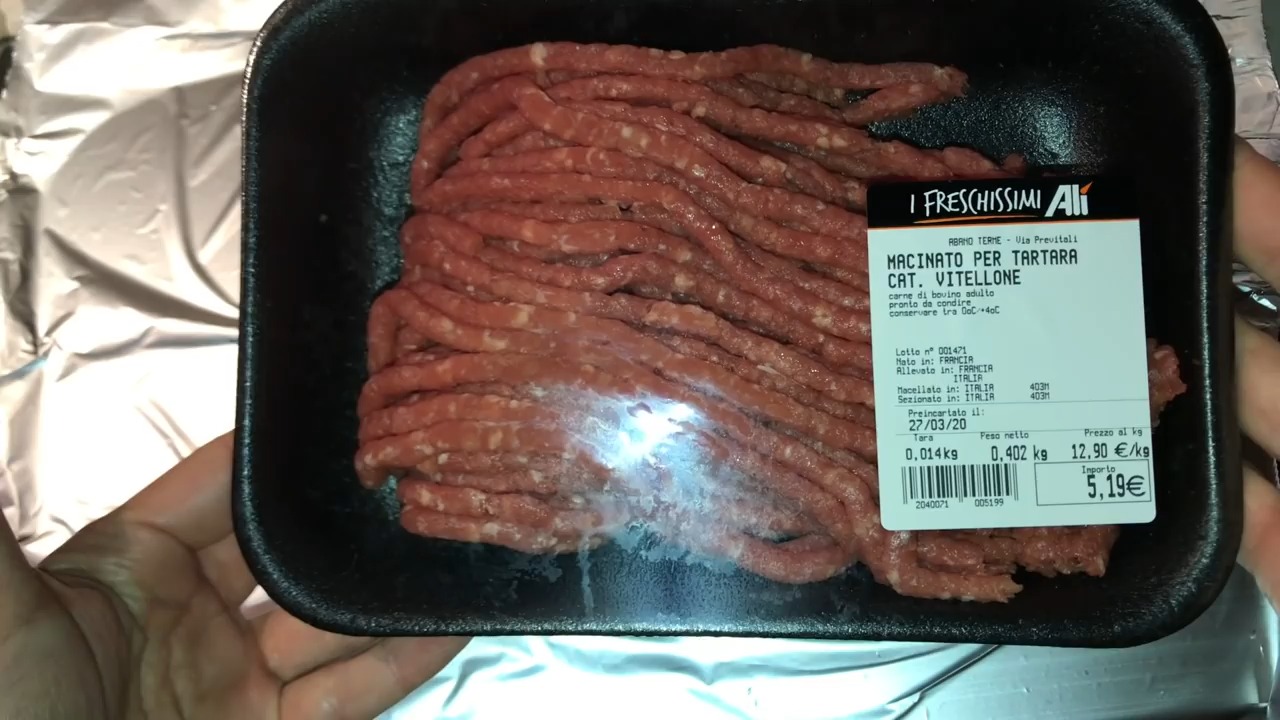 I FRESCHISSIMI Alì
ABANO TERME - Via Previtali
MACINATO PER TARTARA
CAT. VITELLONE
carne di bovino adulto
pronto da condire
conservare tra 0oC/+4oC
Lotto n° 001471
Nato in: FRANCIA
Allevato in: FRANCIA
ITALIA
Macellato in: ITALIA 403M
Sezionato in: ITALIA 403M
Preincartato il:
27/03/20
Tara Peso netto Prezzo al kg
0,014kg 0,402 kg 12,90 €/kg
Importo
5,19€
2040071 005199